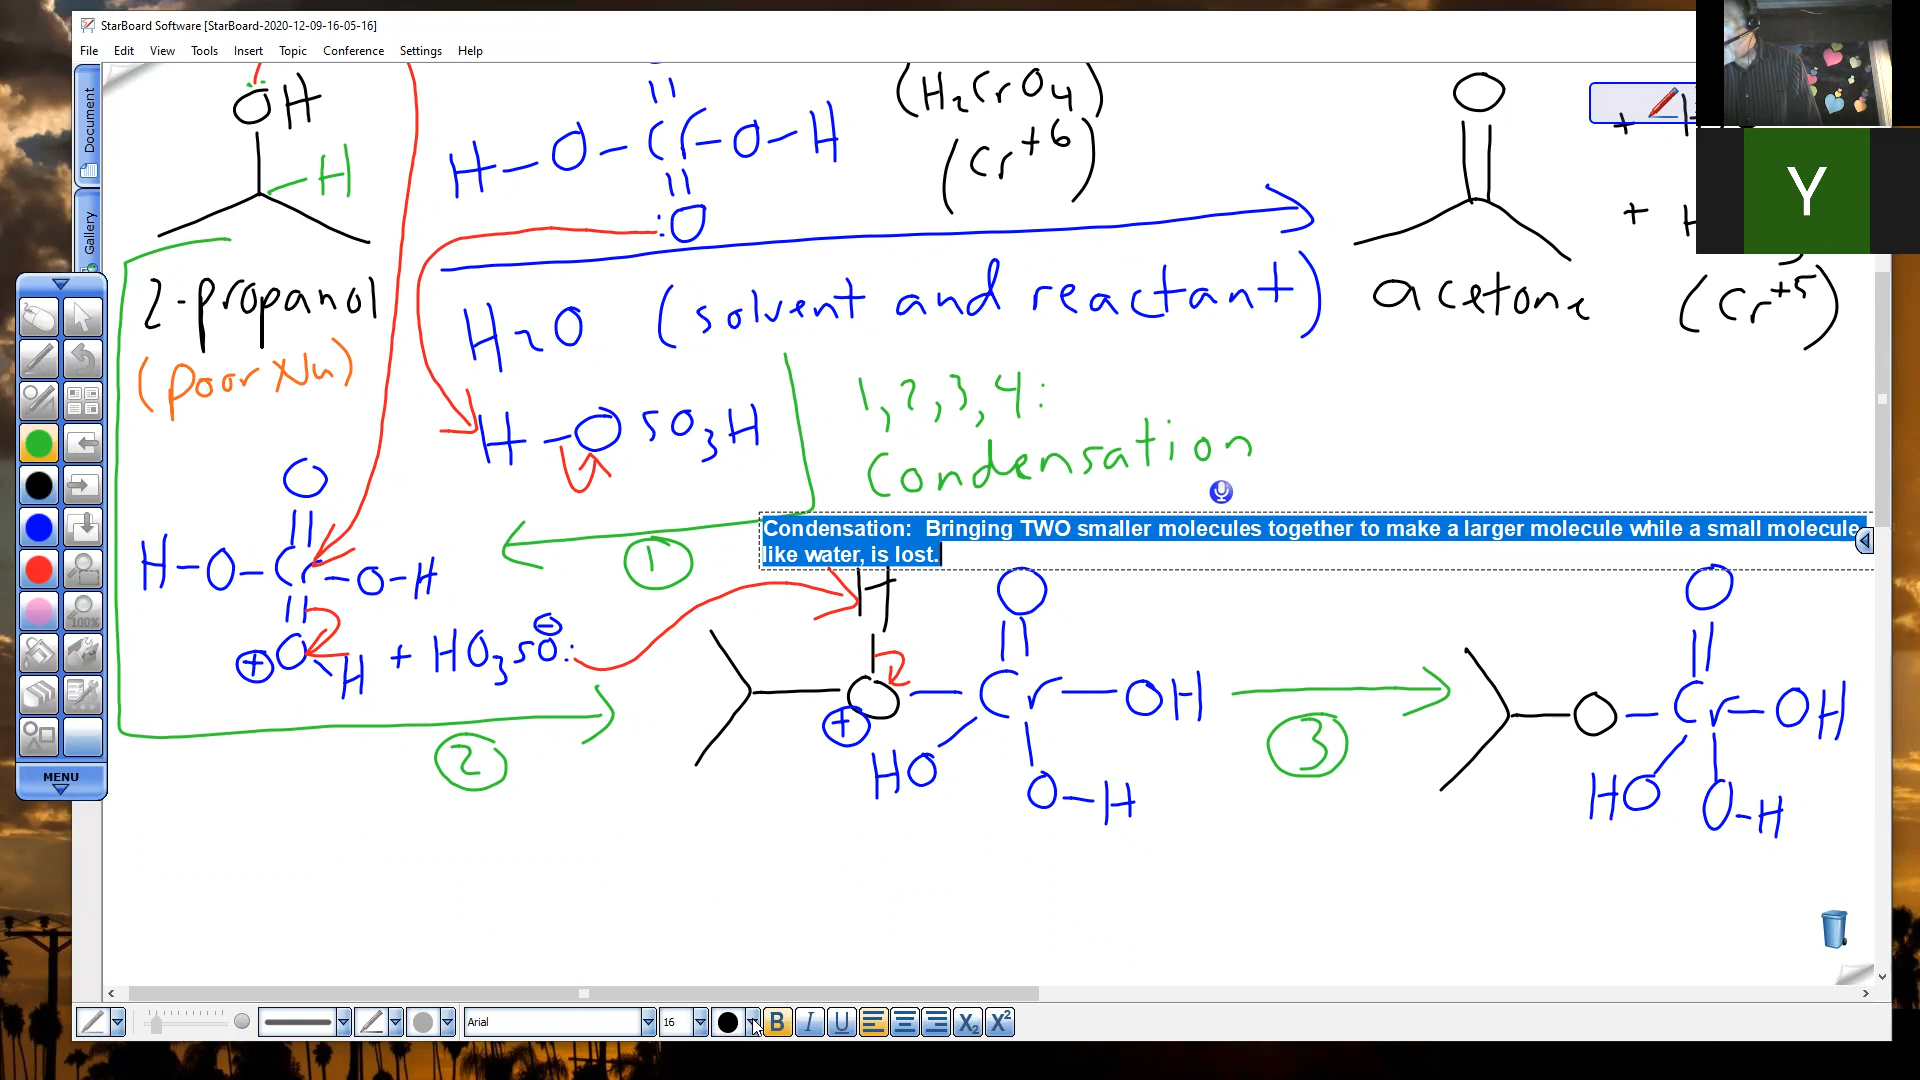 StarBoard Software [StarBoard-2020-12-09-16-05-16]
File Edit View Tools Insert Topic Conference Settings Help
Document
Gallery
OH
H
2-propanol
(poor Nu)
H-O-Cr-O-H
:O
(H2CrO4)
(Cr+6)
H2O (solvent and reactant)
O
acetone
+
+
(Cr+5)
Y
H-OSO3H
1, 2, 3, 4:
Condensation
Condensation: Bringing TWO smaller molecules together to make a larger molecule while a small molecule,
like water, is lost.
O
H-O-Cr-O-H
+ O H + HO3SO:
1
2
H
O
O-Cr-OH
+
HO
O-H
3
O
O-Cr-OH
HO
O-H
100%
MENU
Arial
16
B I U X2 X2